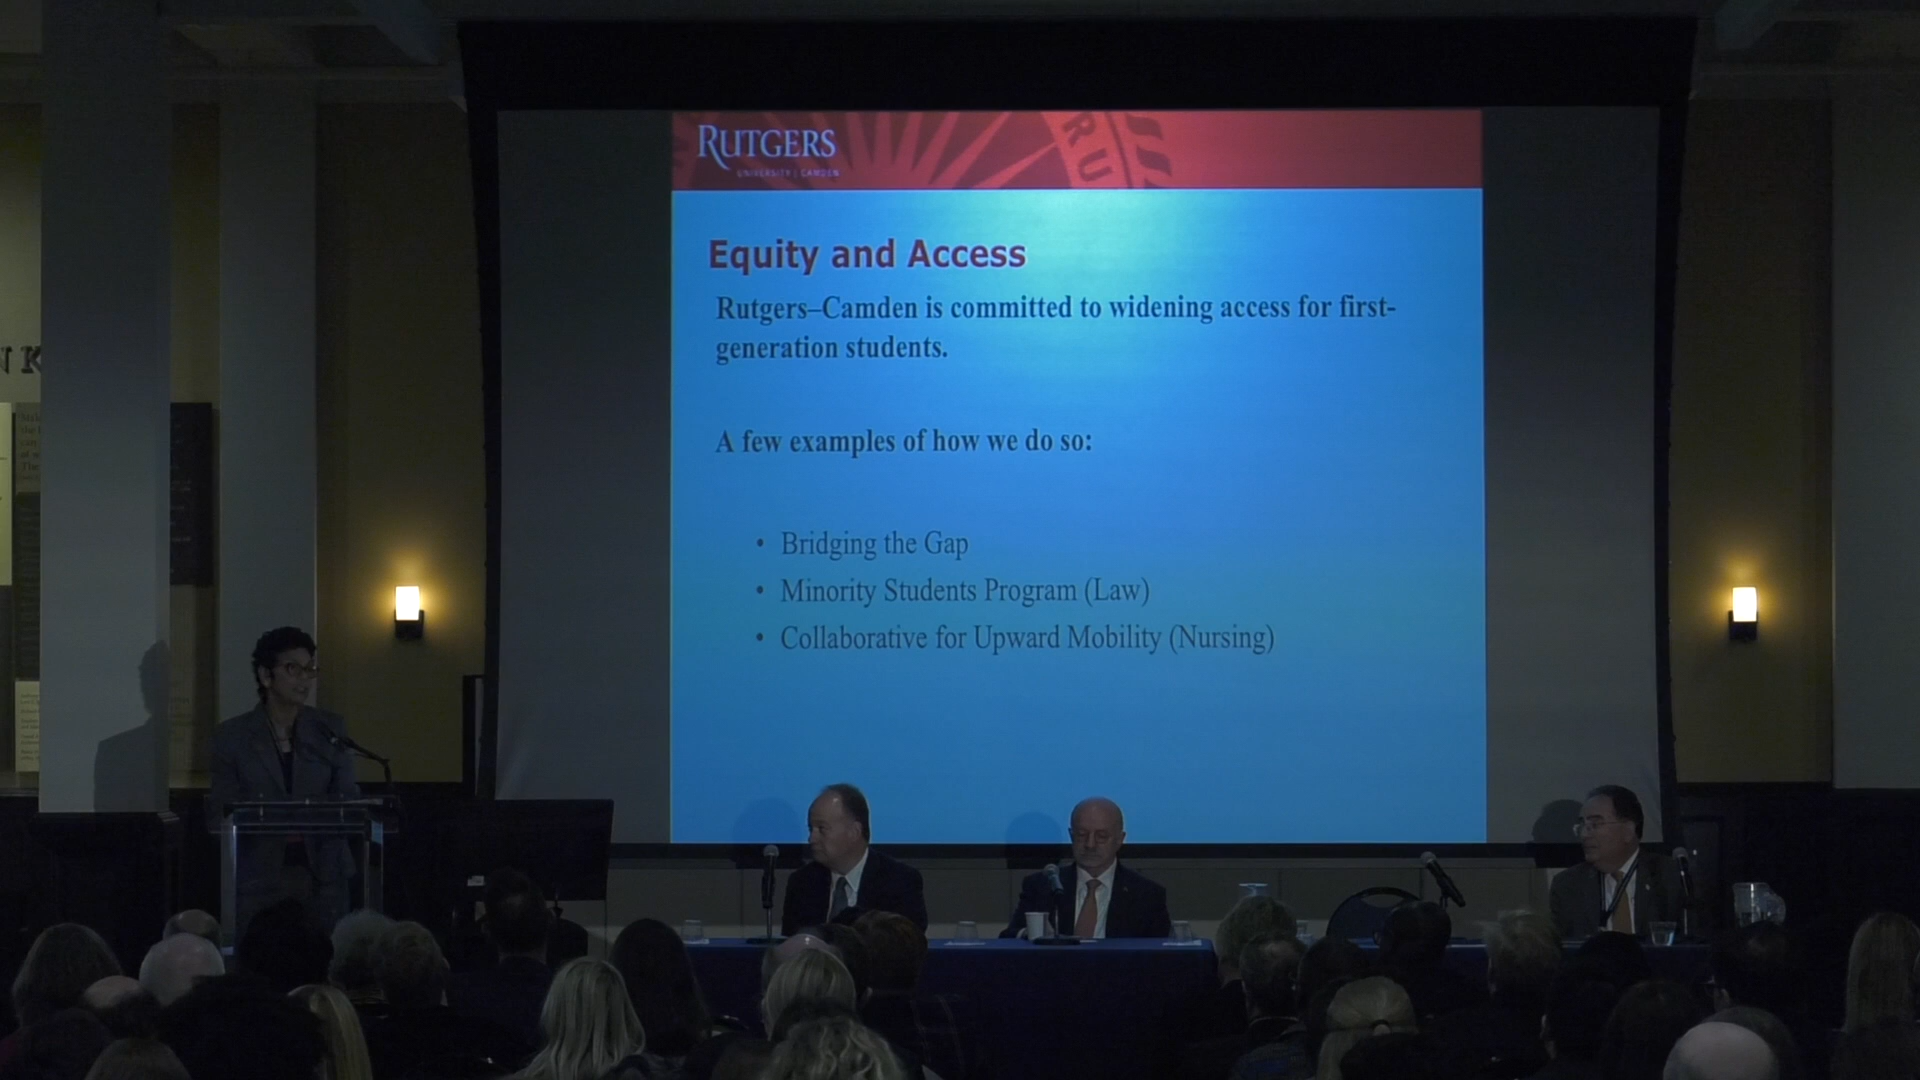 RUTGERS
UNIVERSITY | CAMDEN
RU
Equity and Access
Rutgers–Camden is committed to widening access for first-
generation students.
A few examples of how we do so:
• Bridging the Gap
• Minority Students Program (Law)
• Collaborative for Upward Mobility (Nursing)
NK